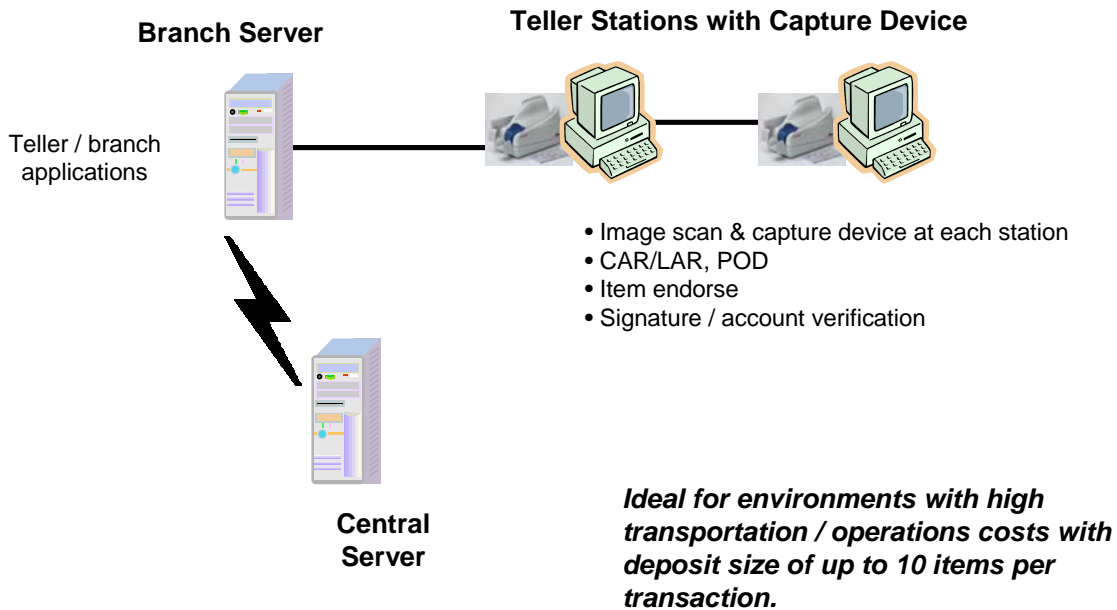 Branch Server
Teller Stations with Capture Device
Teller / branch
applications
• Image scan & capture device at each station
• CAR/LAR, POD
• Item endorse
• Signature / account verification
Central
Server
Ideal for environments with high
transportation / operations costs with
deposit size of up to 10 items per
transaction.